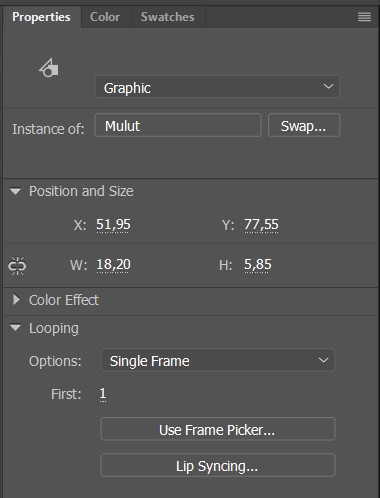 Properties Color Swatches
Graphic
Instance of: Mulut Swap...
Position and Size
X: 51,95 Y: 77,55
W: 18,20 H: 5,85
Color Effect
Looping
Options: Single Frame
First: 1
Use Frame Picker...
Lip Syncing...